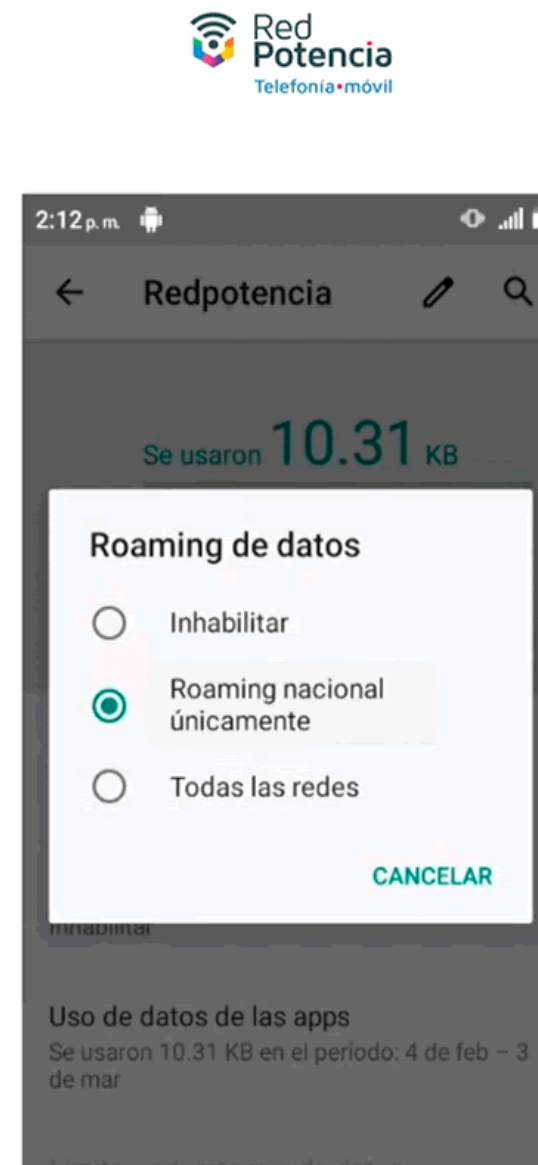 Red
Potencia
Telefonía•móvil
2:12 p. m.
Redpotencia
Se usaron 10.31 KB
Roaming de datos
Inhabilitar
Roaming nacional
únicamente
Todas las redes
CANCELAR
Inhabilitar
Uso de datos de las apps
Se usaron 10.31 KB en el período: 4 de feb – 3
de mar